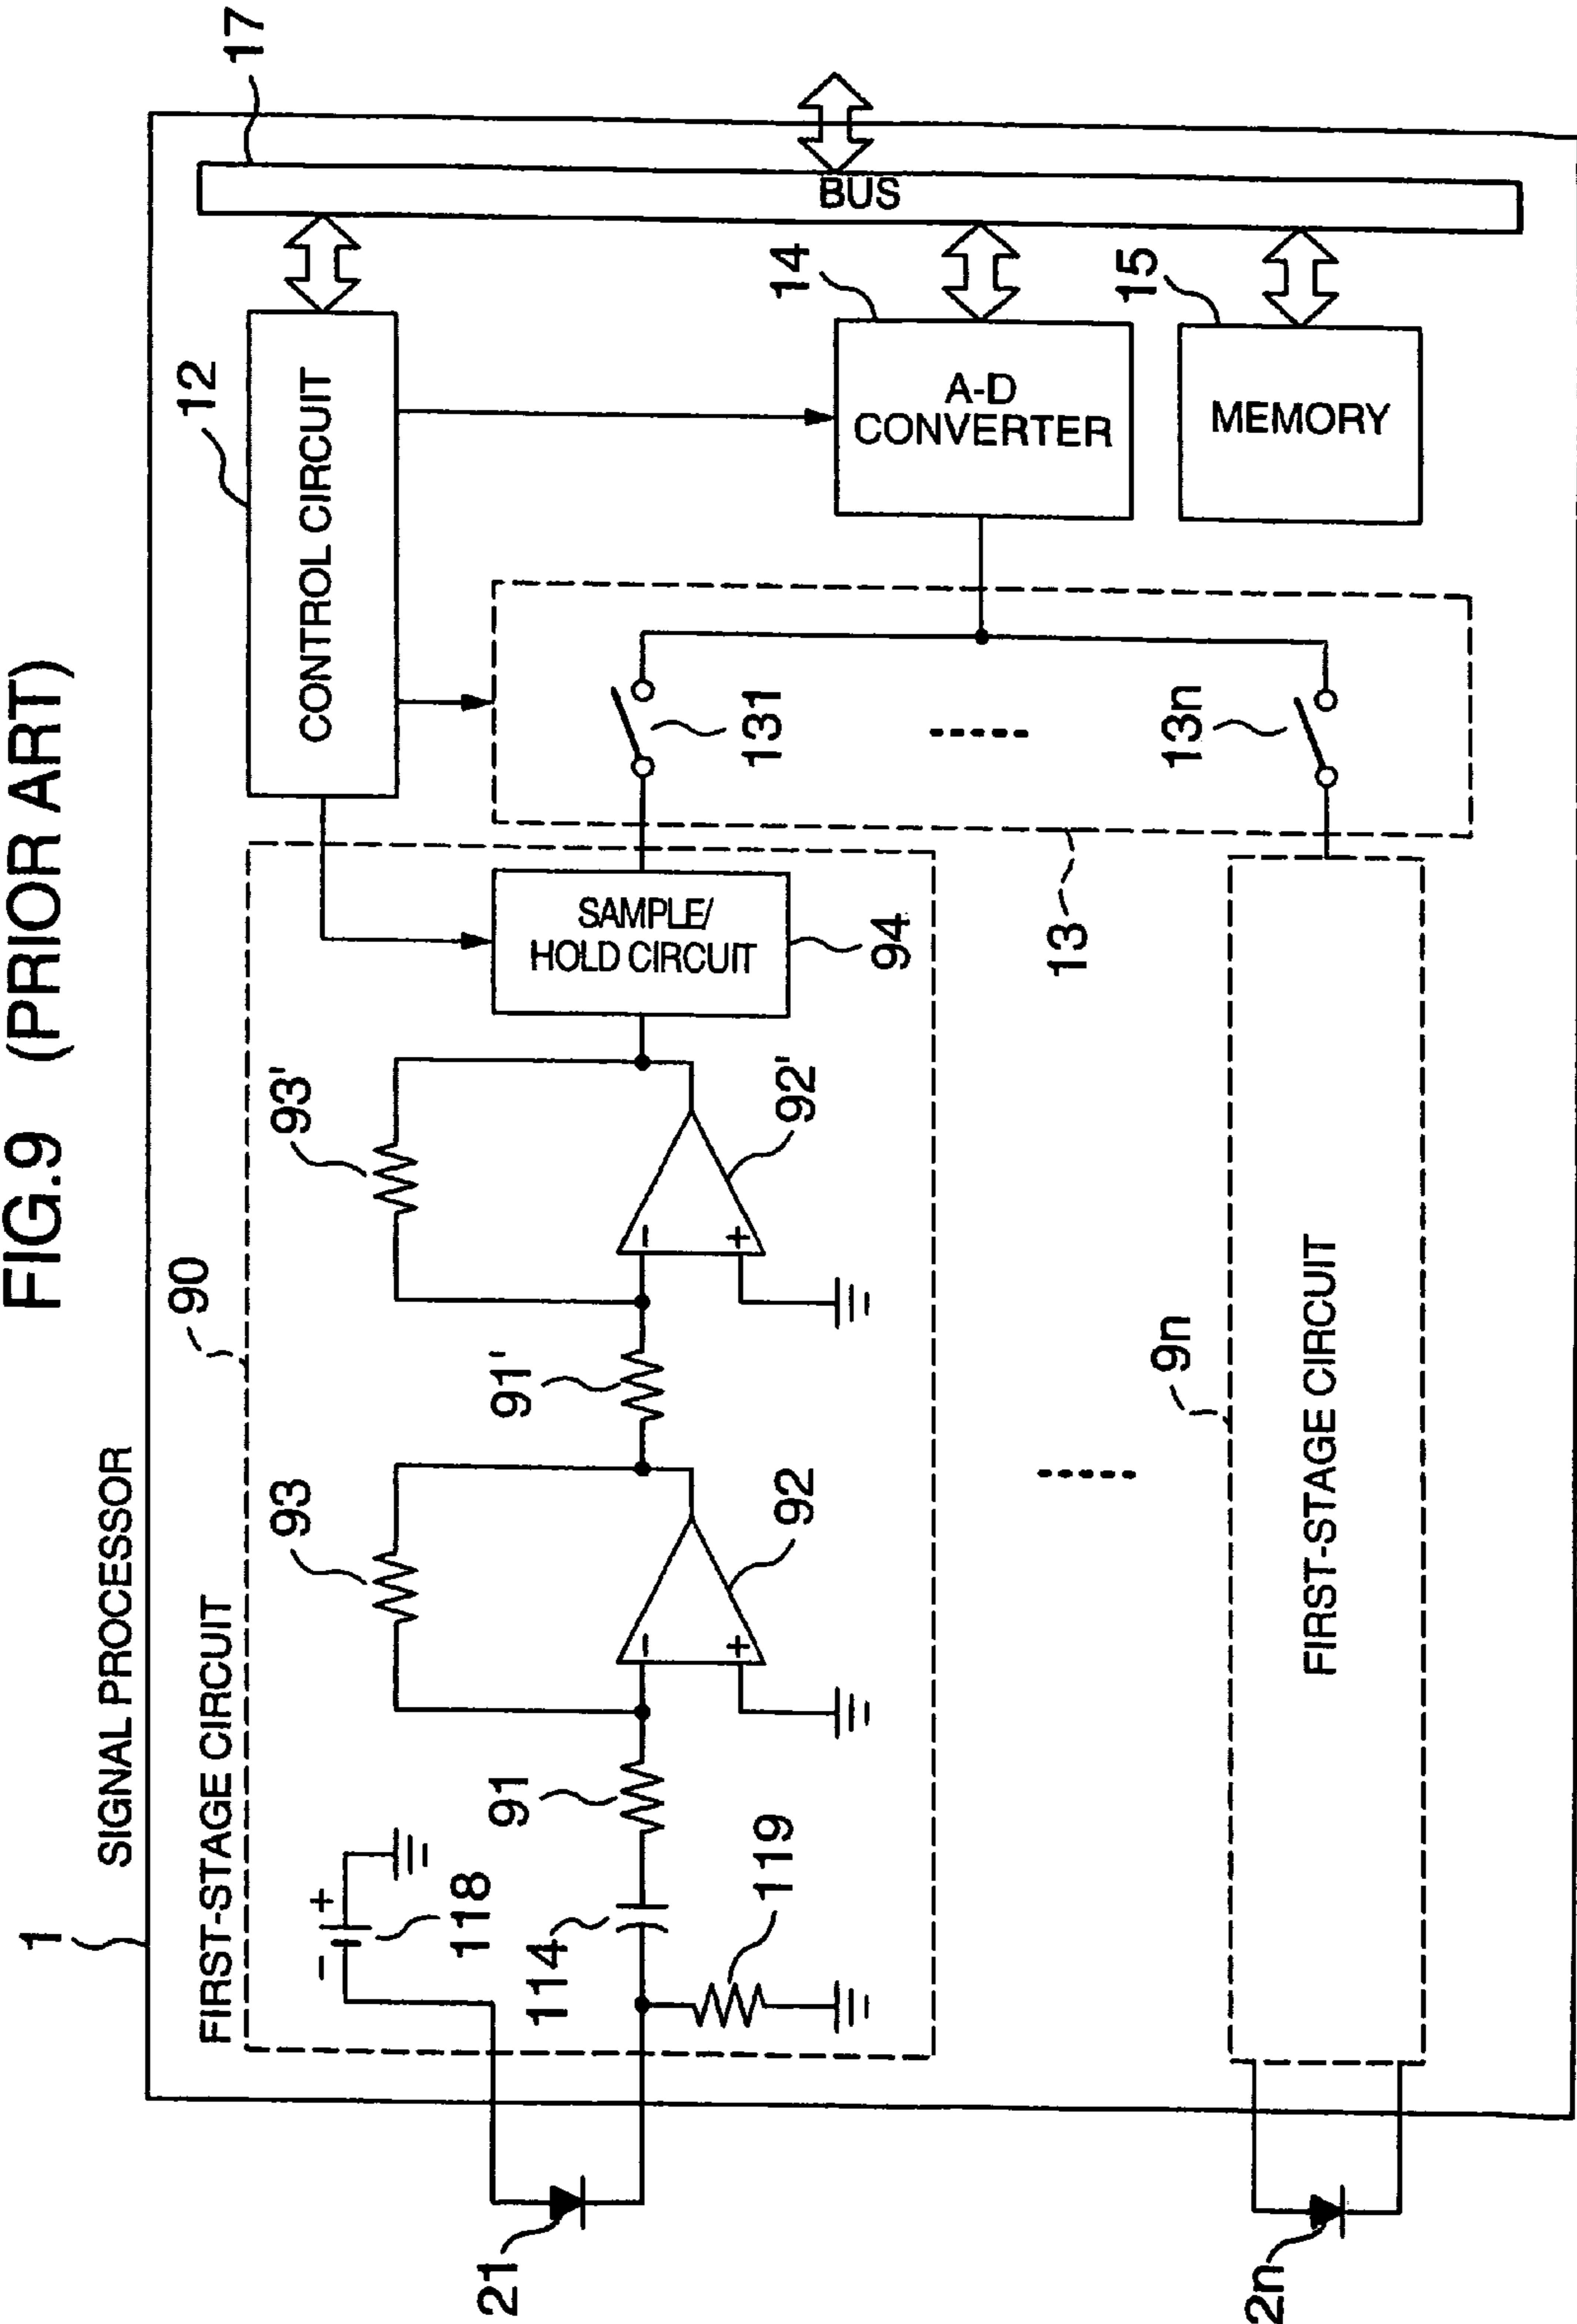 FIG.9 (PRIOR ART)
1
SIGNAL PROCESSOR
17
FIRST-STAGE CIRCUIT
90
12
CONTROL CIRCUIT
BUS
93
93'
− +
118
91
91'
114
119
− +
92
− +
92'
SAMPLE/
HOLD CIRCUIT
94
131
14
A-D
CONVERTER
15
MEMORY
21
13
13n
9n
FIRST-STAGE CIRCUIT
2n